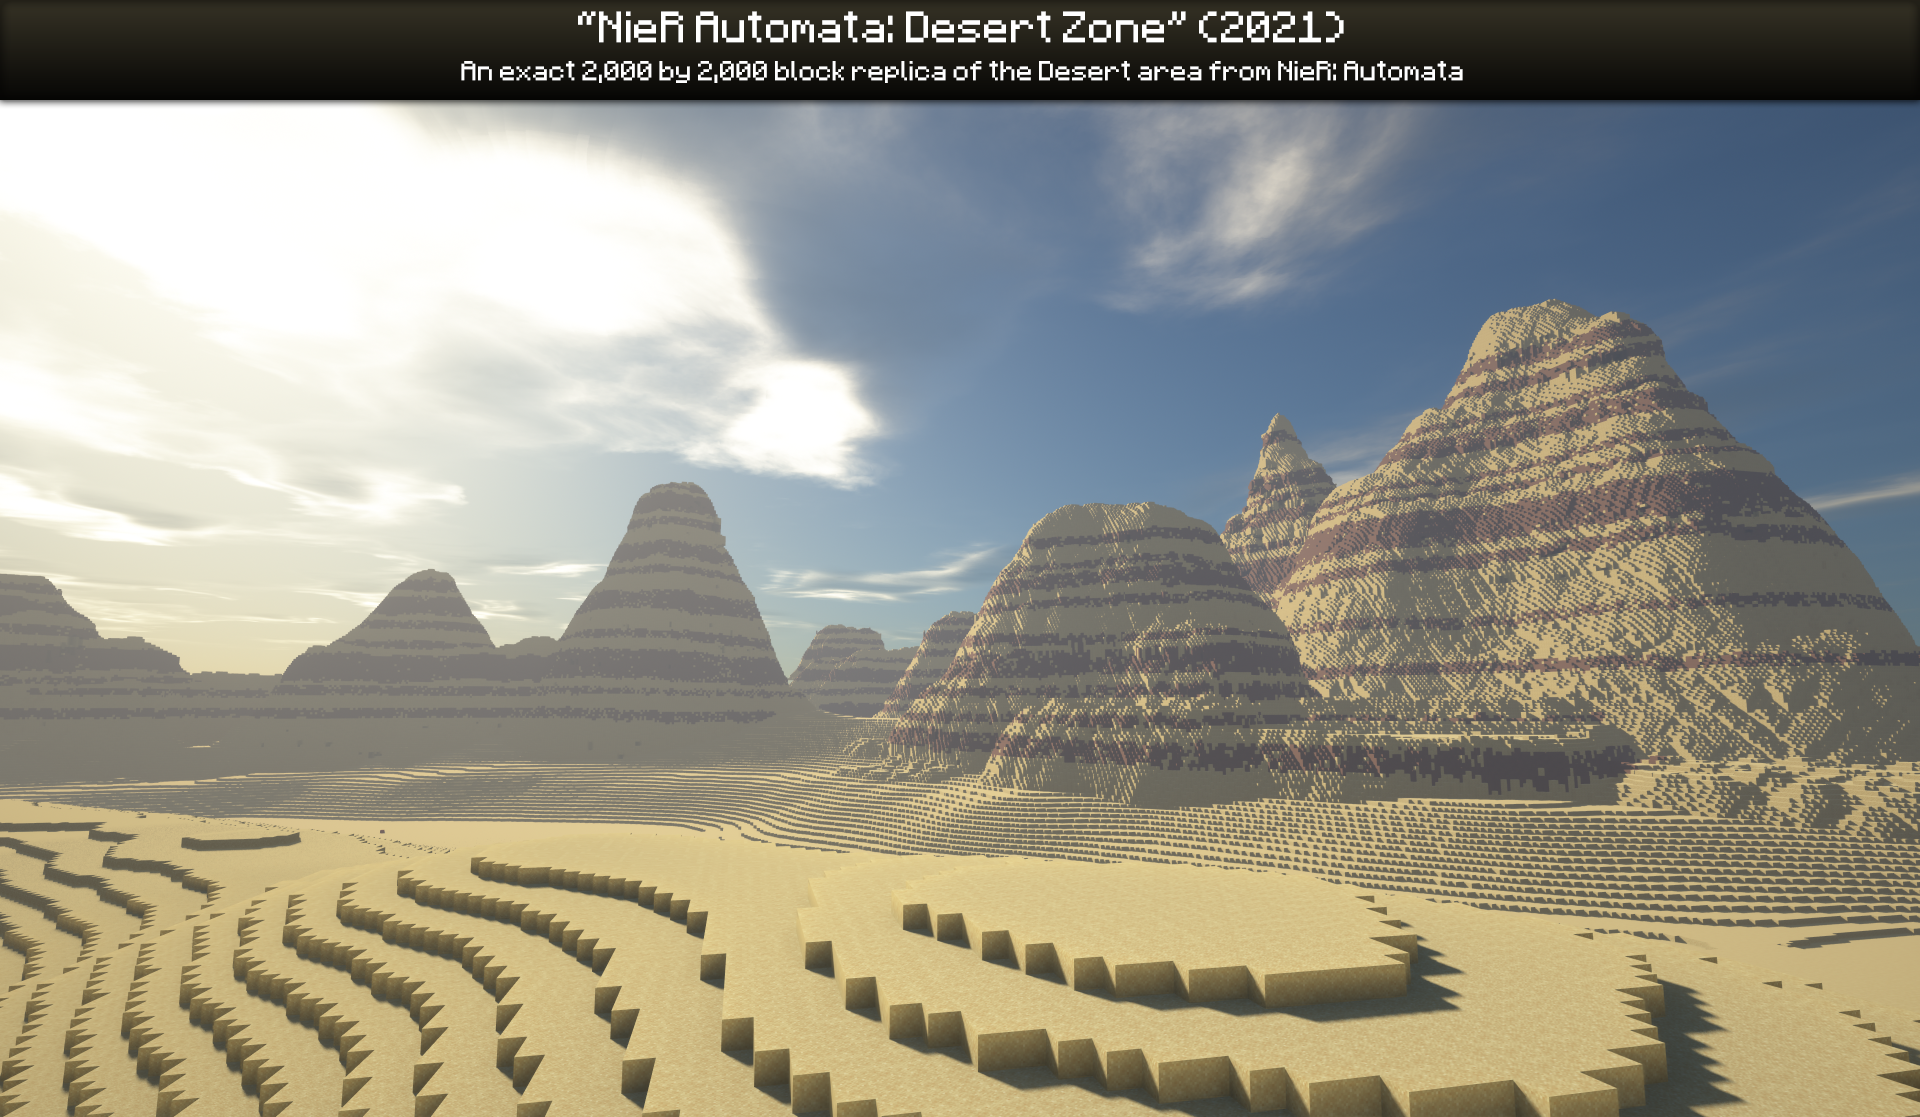 "NieR Automata: Desert Zone" (2021)
An exact 2,000 by 2,000 block replica of the Desert area from NieR: Automata